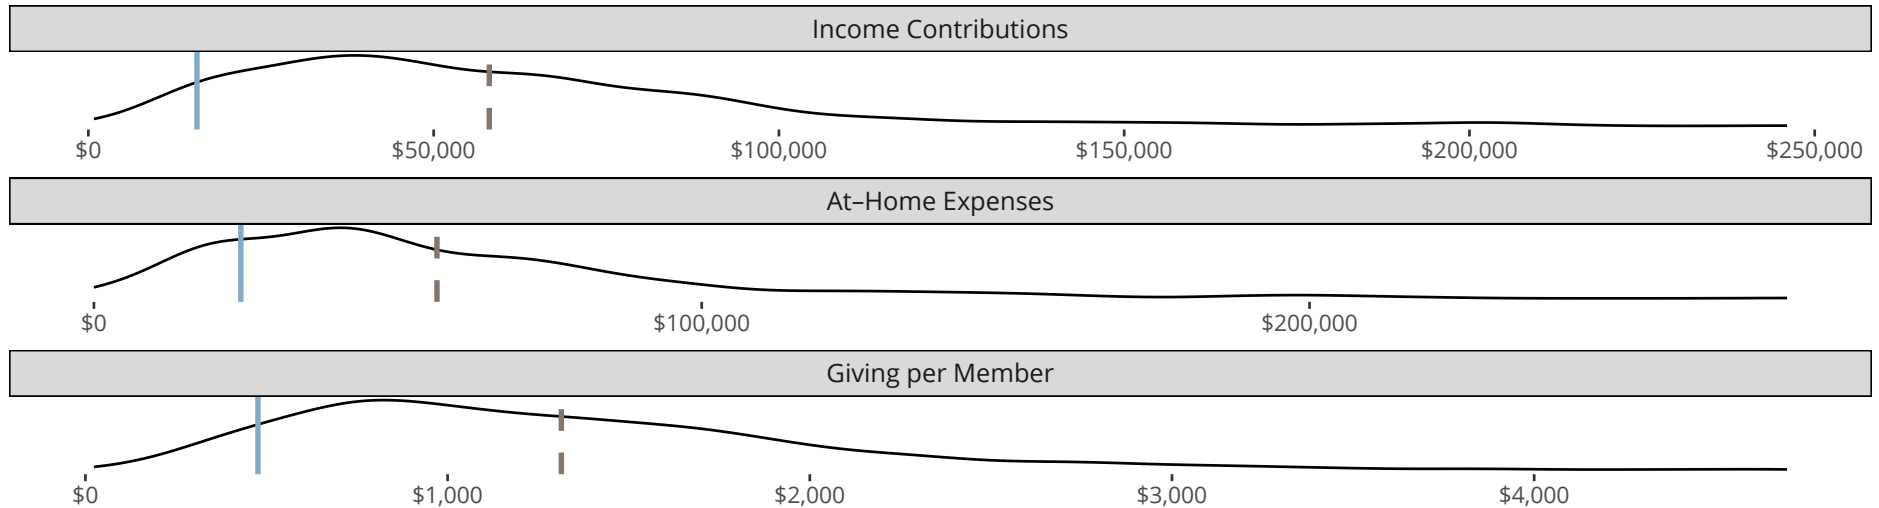 Income Contributions
$0 $50,000 $100,000 $150,000 $200,000 $250,000
At–Home Expenses
$0 $100,000 $200,000
Giving per Member
$0 $1,000 $2,000 $3,000 $4,000